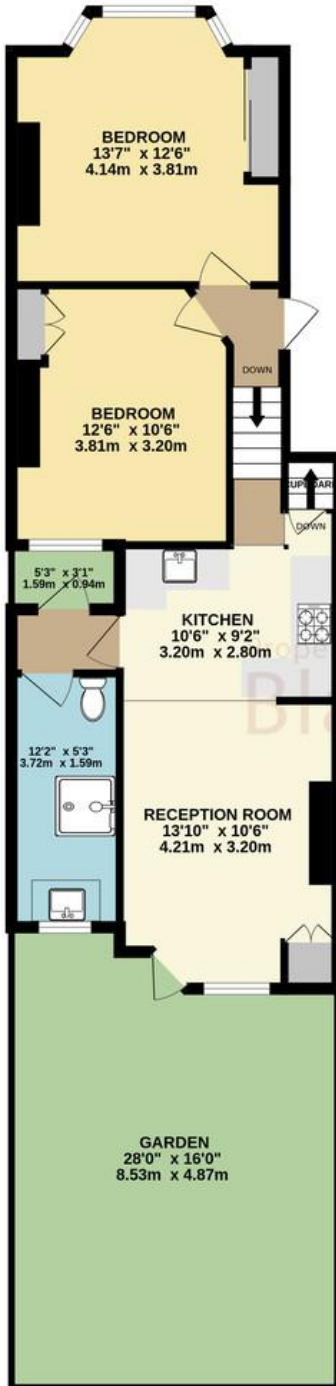 BEDROOM
13'7" x 12'6"
4.14m x 3.81m
DOWN
BEDROOM
12'6" x 10'6"
3.81m x 3.20m
CUPBOARD
DOWN
5'3" x 3'1"
1.59m x 0.94m
KITCHEN
10'6" x 9'2"
3.20m x 2.80m
12'2" x 5'3"
3.72m x 1.59m
RECEPTION ROOM
13'10" x 10'6"
4.21m x 3.20m
GARDEN
28'0" x 16'0"
8.53m x 4.87m